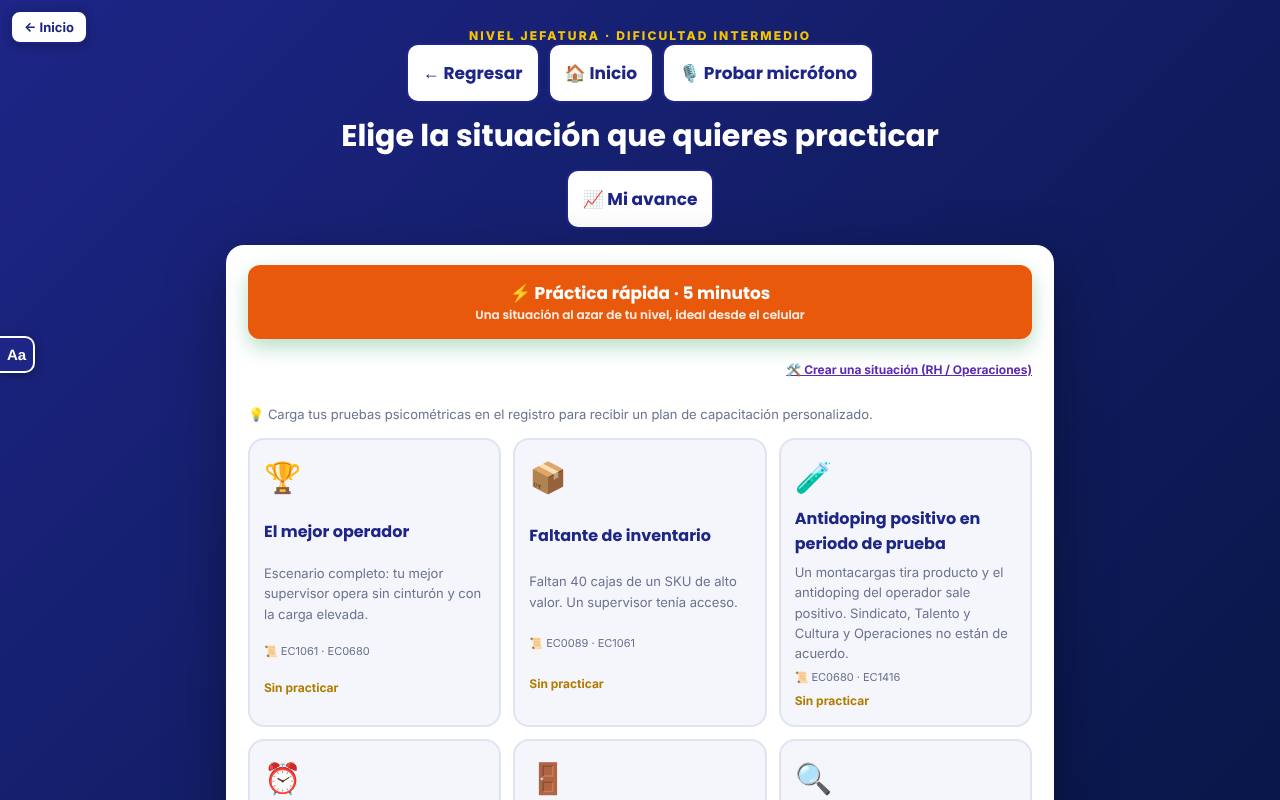 ← Inicio
NIVEL JEFATURA · DIFICULTAD INTERMEDIO
← Regresar
🏠 Inicio
🎙️ Probar micrófono
Elige la situación que quieres practicar
📈 Mi avance
⚡ Práctica rápida · 5 minutos
Una situación al azar de tu nivel, ideal desde el celular
Aa
🛠️ Crear una situación (RH / Operaciones)
💡 Carga tus pruebas psicométricas en el registro para recibir un plan de capacitación personalizado.
El mejor operador
Escenario completo: tu mejor
supervisor opera sin cinturón y con
la carga elevada.
📜 EC1061 · EC0680
Sin practicar
Faltante de inventario
Faltan 40 cajas de un SKU de alto
valor. Un supervisor tenía acceso.
📜 EC0089 · EC1061
Sin practicar
Antidoping positivo en
periodo de prueba
Un montacargas tira producto y el
antidoping del operador sale
positivo. Sindicato, Talento y
Cultura y Operaciones no están de
acuerdo.
📜 EC0680 · EC1416
Sin practicar